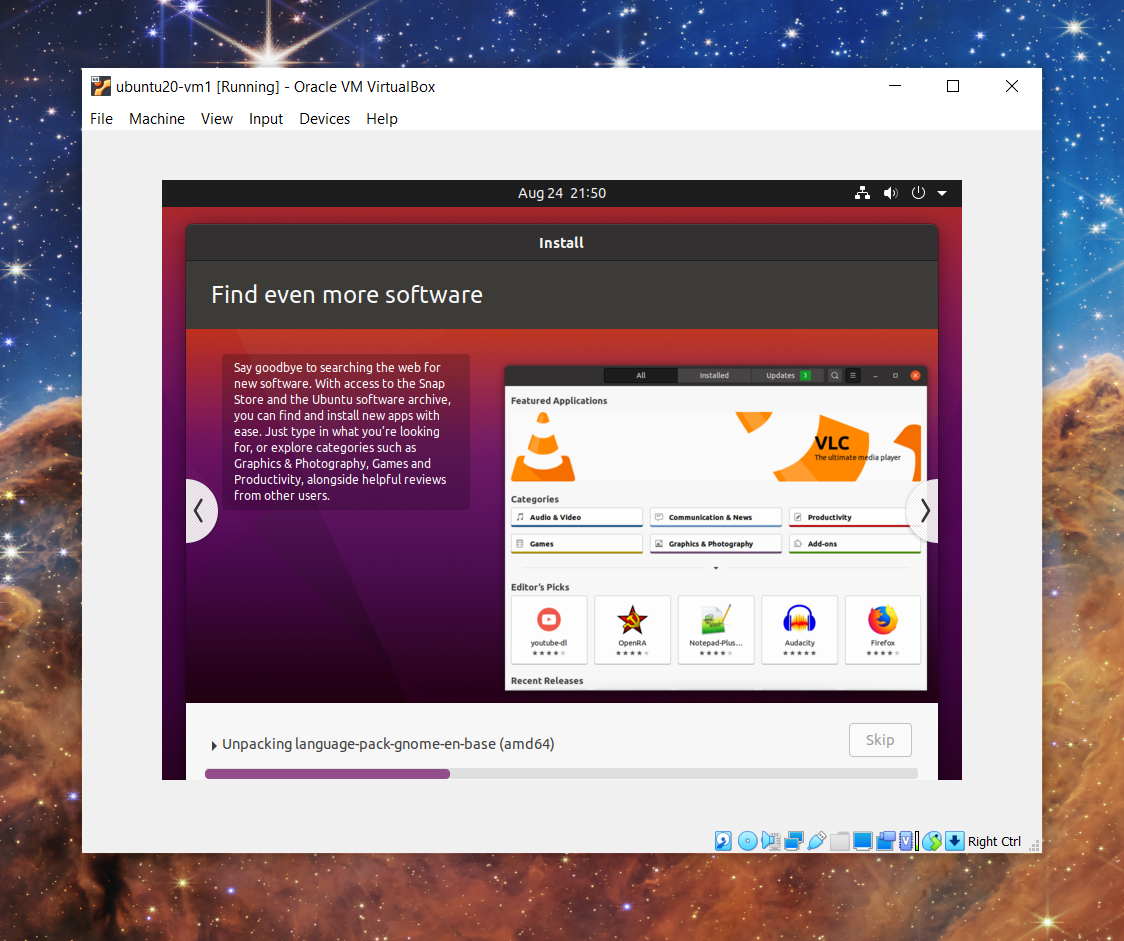 ubuntu20-vm1 [Running] - Oracle VM VirtualBox
File Machine View Input Devices Help
Aug 24 21:50
Install
Find even more software
Say goodbye to searching the web for
new software. With access to the Snap
Store and the Ubuntu software archive,
you can find and install new apps with
ease. Just type in what you’re looking
for, or explore categories such as
Graphics & Photography, Games and
Productivity, alongside helpful reviews
from other users.
All Installed Updates 3
Featured Applications
VLC
The ultimate media player
Categories
Audio & Video Communication & News Productivity
Games Graphics & Photography Add-ons
Editor's Picks
youtube-dl OpenRA Notepad-Plus... Audacity Firefox
Recent Releases
Unpacking language-pack-gnome-en-base (amd64)
Skip
Right Ctrl